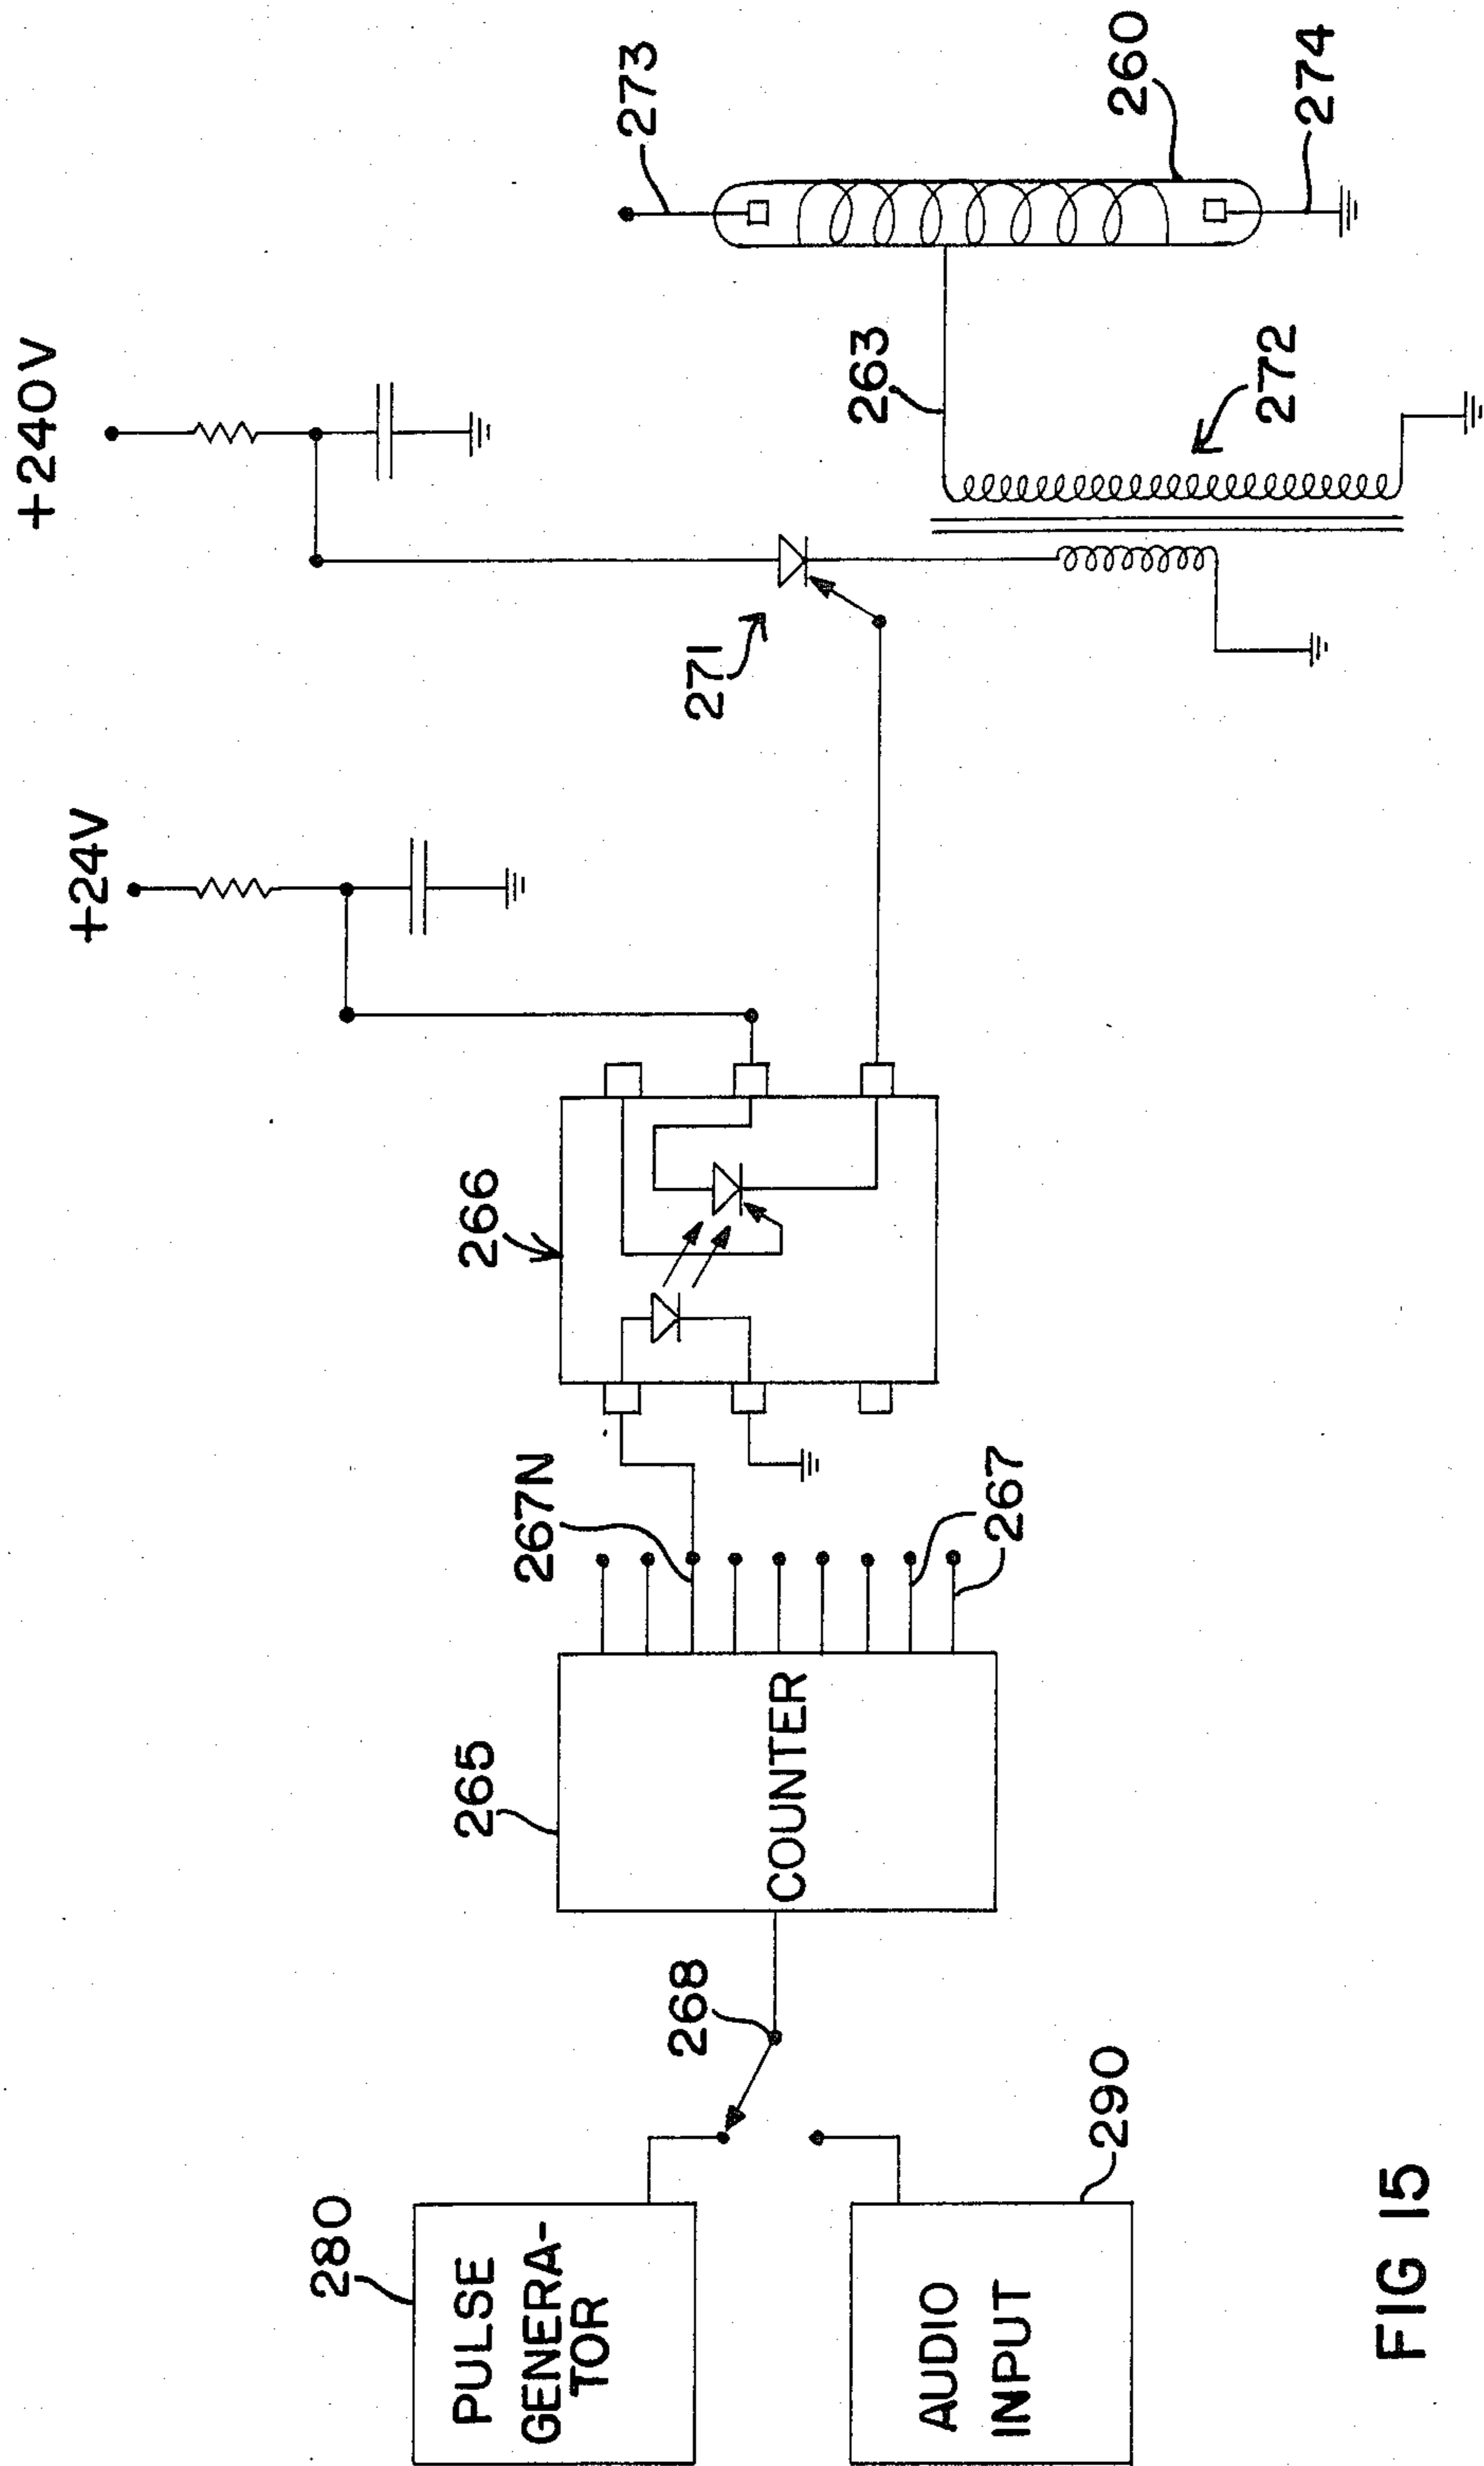 +240V
+24V
273
260
274
263
272
271
266
267N
267
265
COUNTER
268
280
PULSE
GENERA-
TOR
290
AUDIO
INPUT
FIG 15